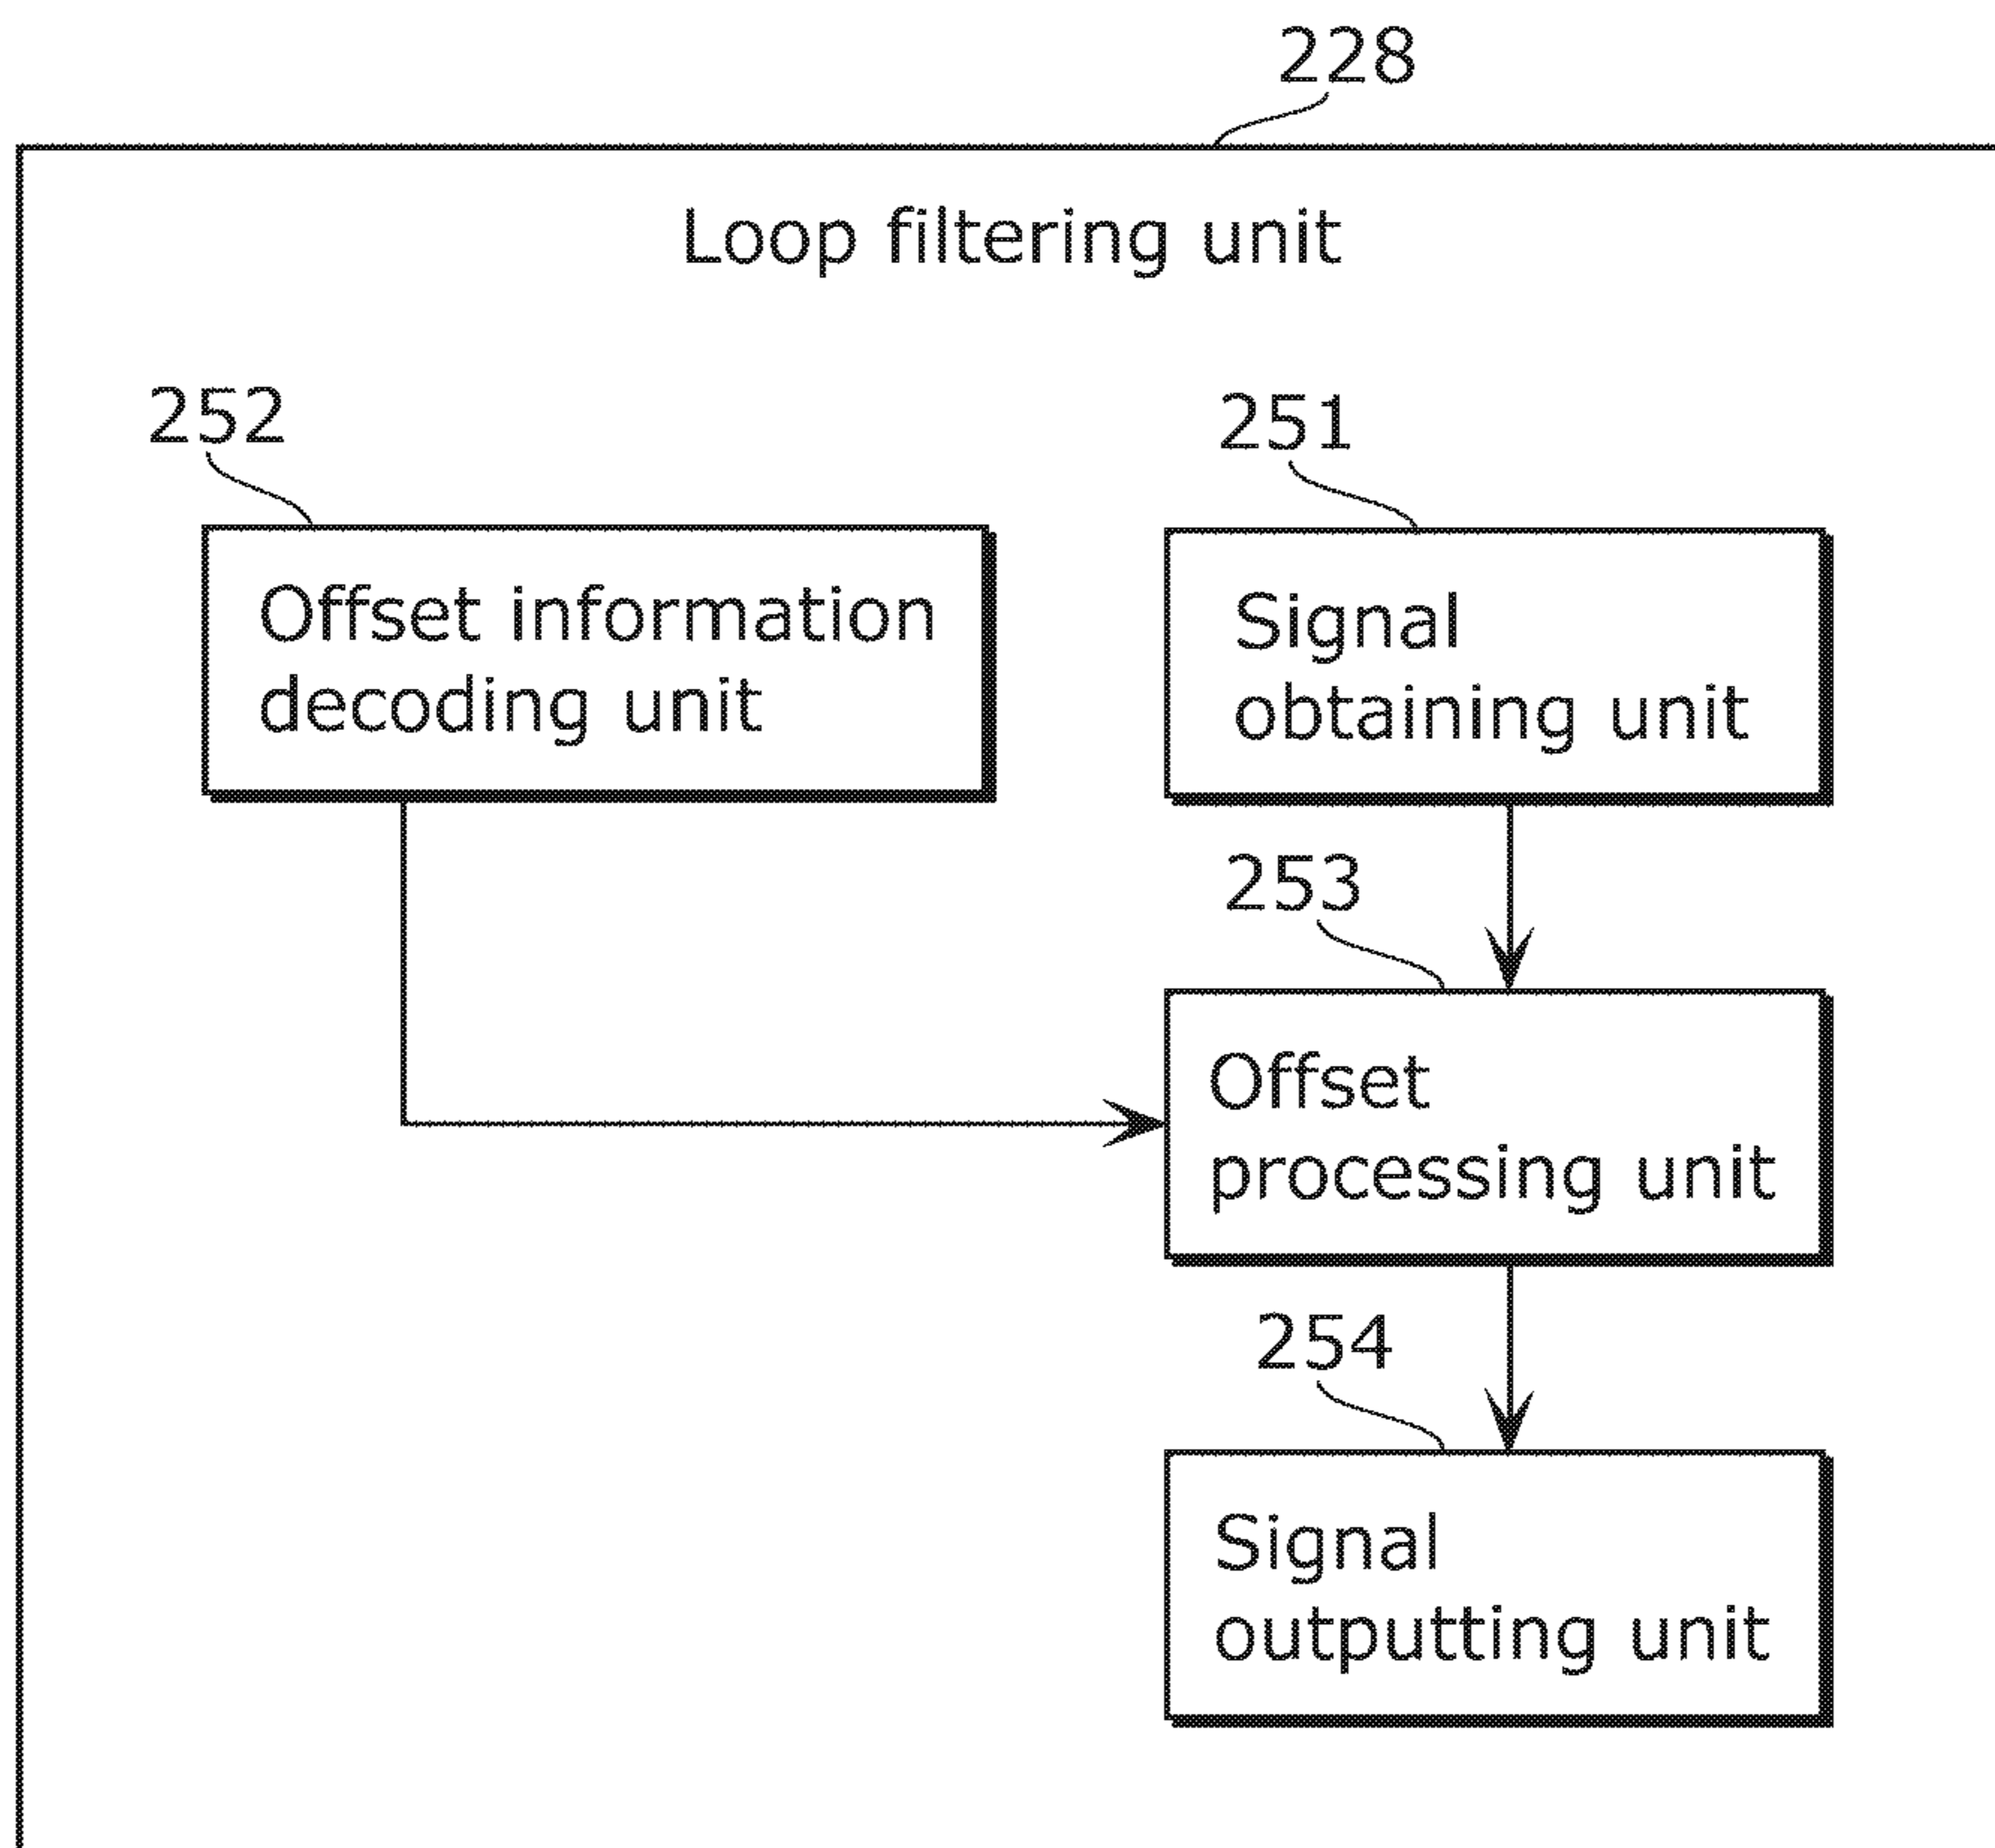 228
Loop filtering unit
252
251
Offset information
decoding unit
Signal
obtaining unit
253
Offset
processing unit
254
Signal
outputting unit